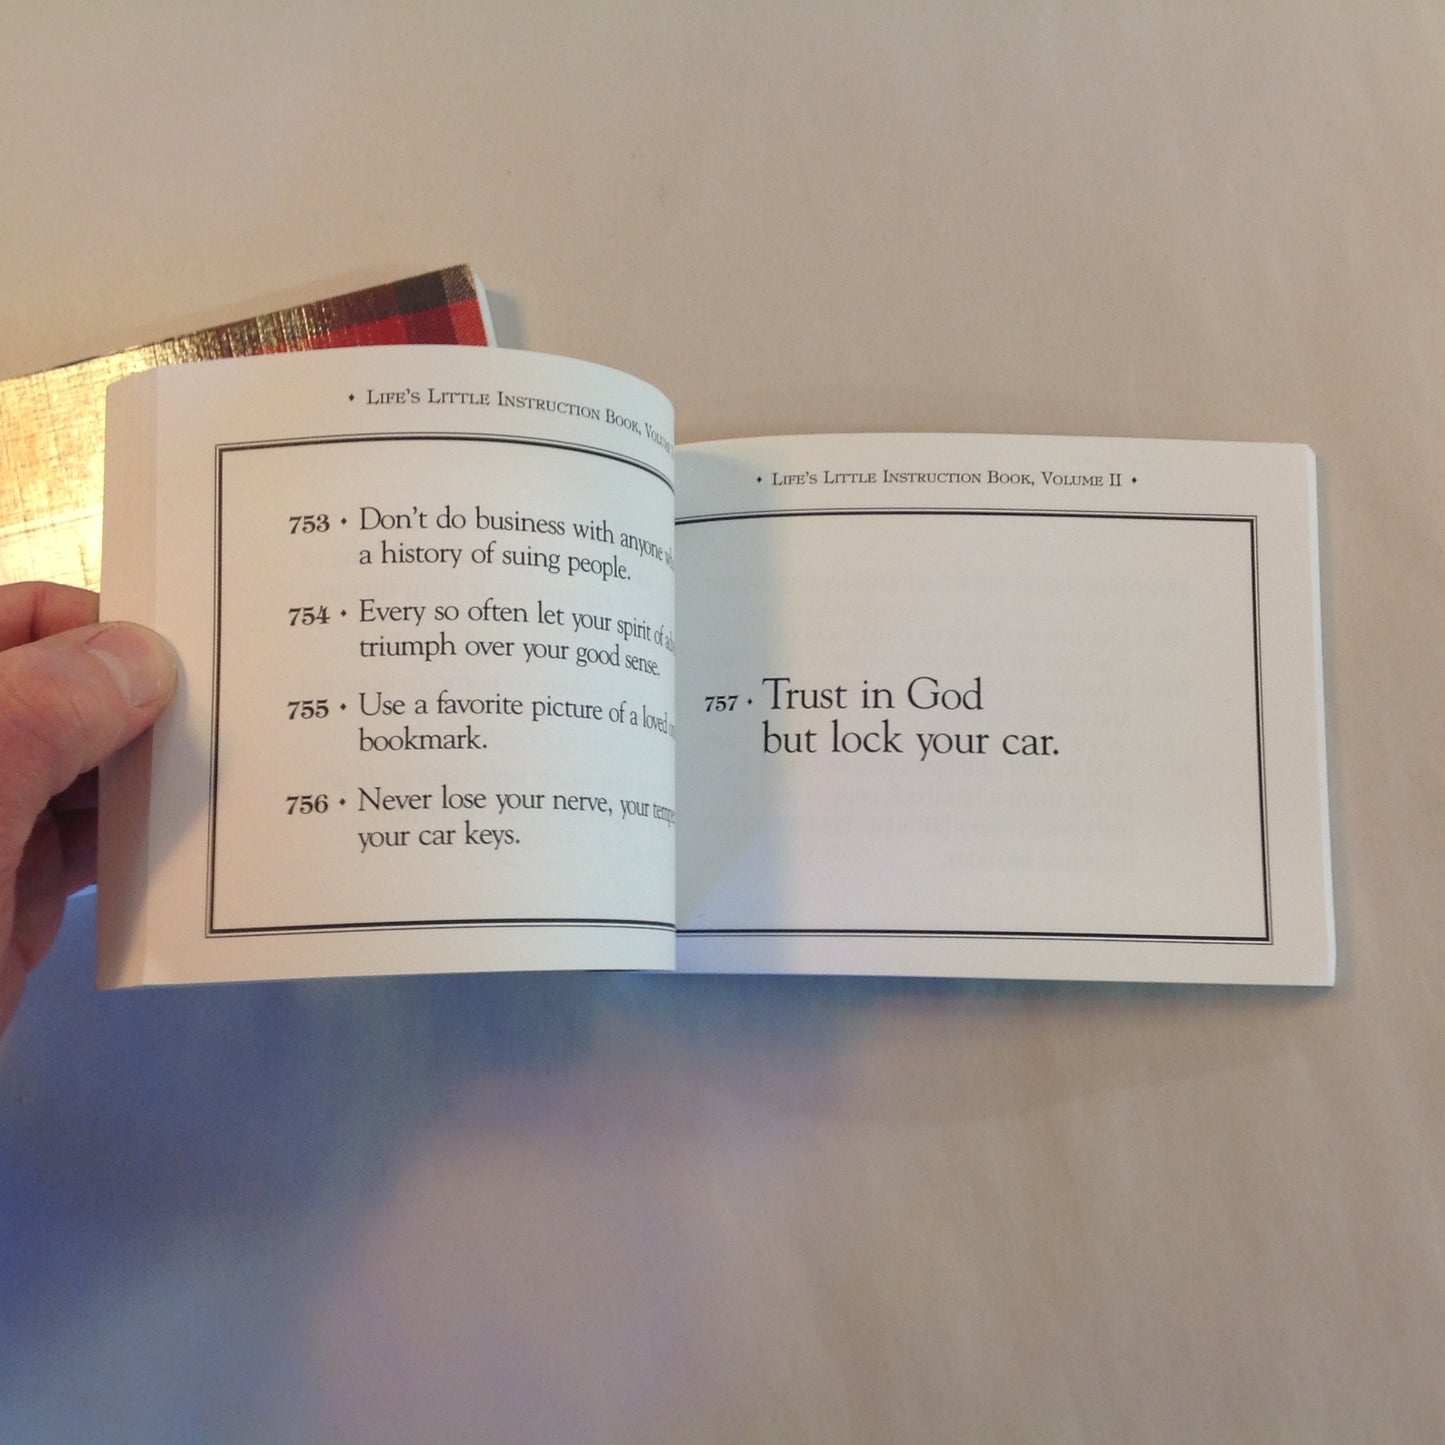 ♦ LIFE'S LITTLE INSTRUCTION BOOK, VOLUME
753 • Don't do business with anyone
a history of suing people.
754 • Every so often let your spirit of
triumph over your good sense.
755 • Use a favorite picture of a loved
bookmark.
756 • Never lose your nerve, your
your car keys.
♦ LIFE'S LITTLE INSTRUCTION BOOK, VOLUME II ♦
757 • Trust in God
but lock your car.